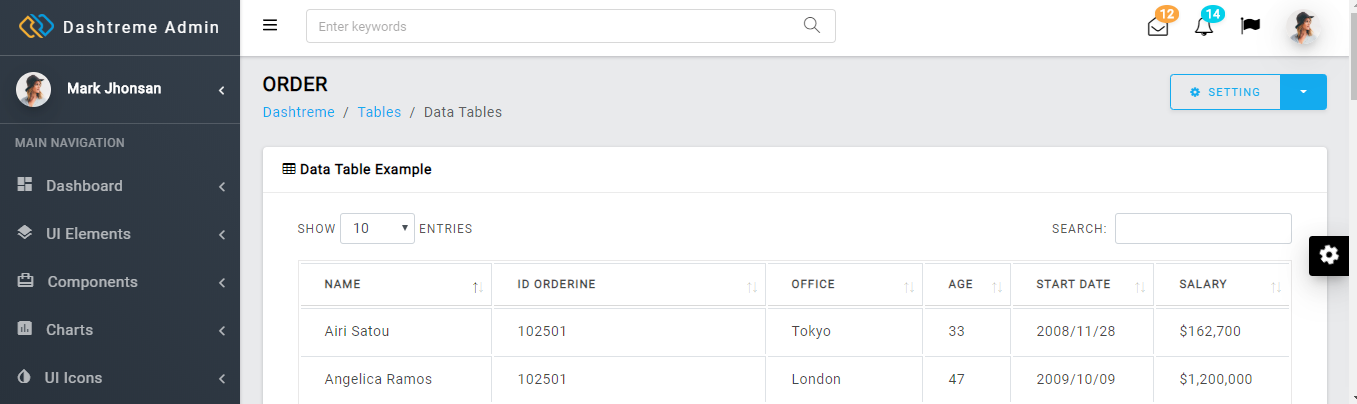 Dashtreme Admin
Enter keywords
12
14
Mark Jhonsan
MAIN NAVIGATION
Dashboard
UI Elements
Components
Charts
UI Icons
ORDER
Dashtreme / Tables / Data Tables
SETTING
Data Table Example
SHOW 10 ENTRIES
SEARCH:
NAME ID ORDERINE OFFICE AGE START DATE SALARY
Airi Satou 102501 Tokyo 33 2008/11/28 $162,700
Angelica Ramos 102501 London 47 2009/10/09 $1,200,000